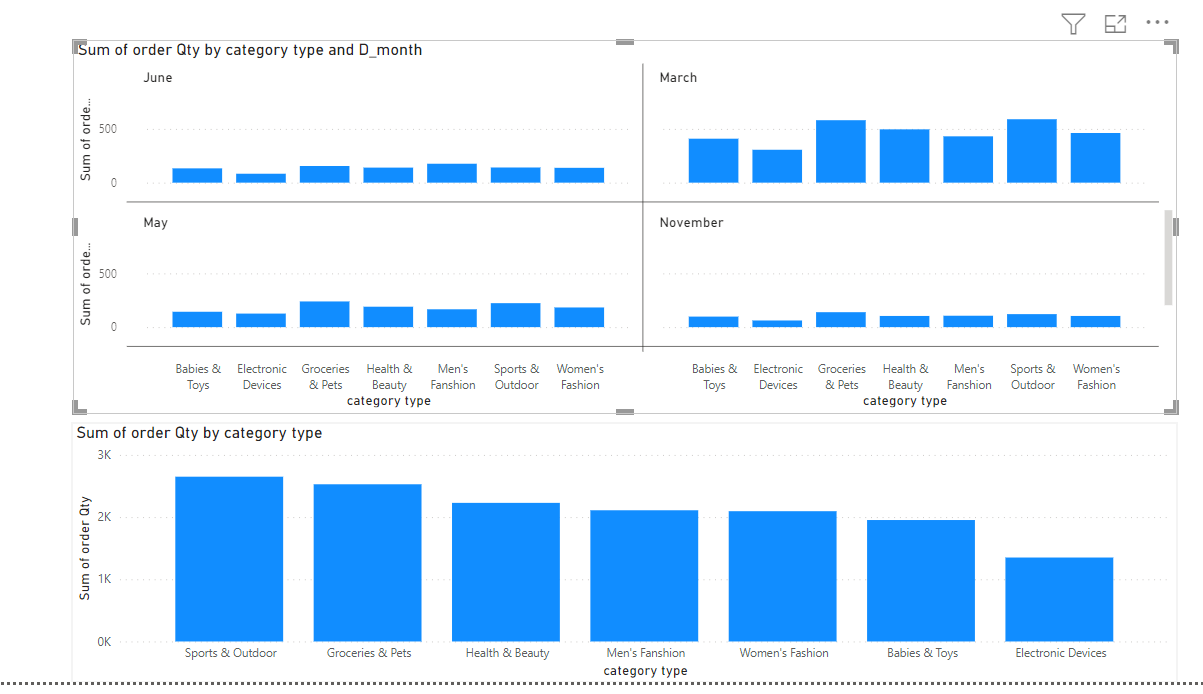 Sum of order Qty by category type and D_month
June
March
Sum of orde...
500
0
May
November
Sum of orde...
500
0
Babies & Toys
Electronic Devices
Groceries & Pets
Health & Beauty
Men's Fanshion
Sports & Outdoor
Women's Fashion
Babies & Toys
Electronic Devices
Groceries & Pets
Health & Beauty
Men's Fanshion
Sports & Outdoor
Women's Fashion
category type
category type
Sum of order Qty by category type
Sum of order Qty
3K
2K
1K
0K
Sports & Outdoor
Groceries & Pets
Health & Beauty
Men's Fanshion
Women's Fashion
Babies & Toys
Electronic Devices
category type